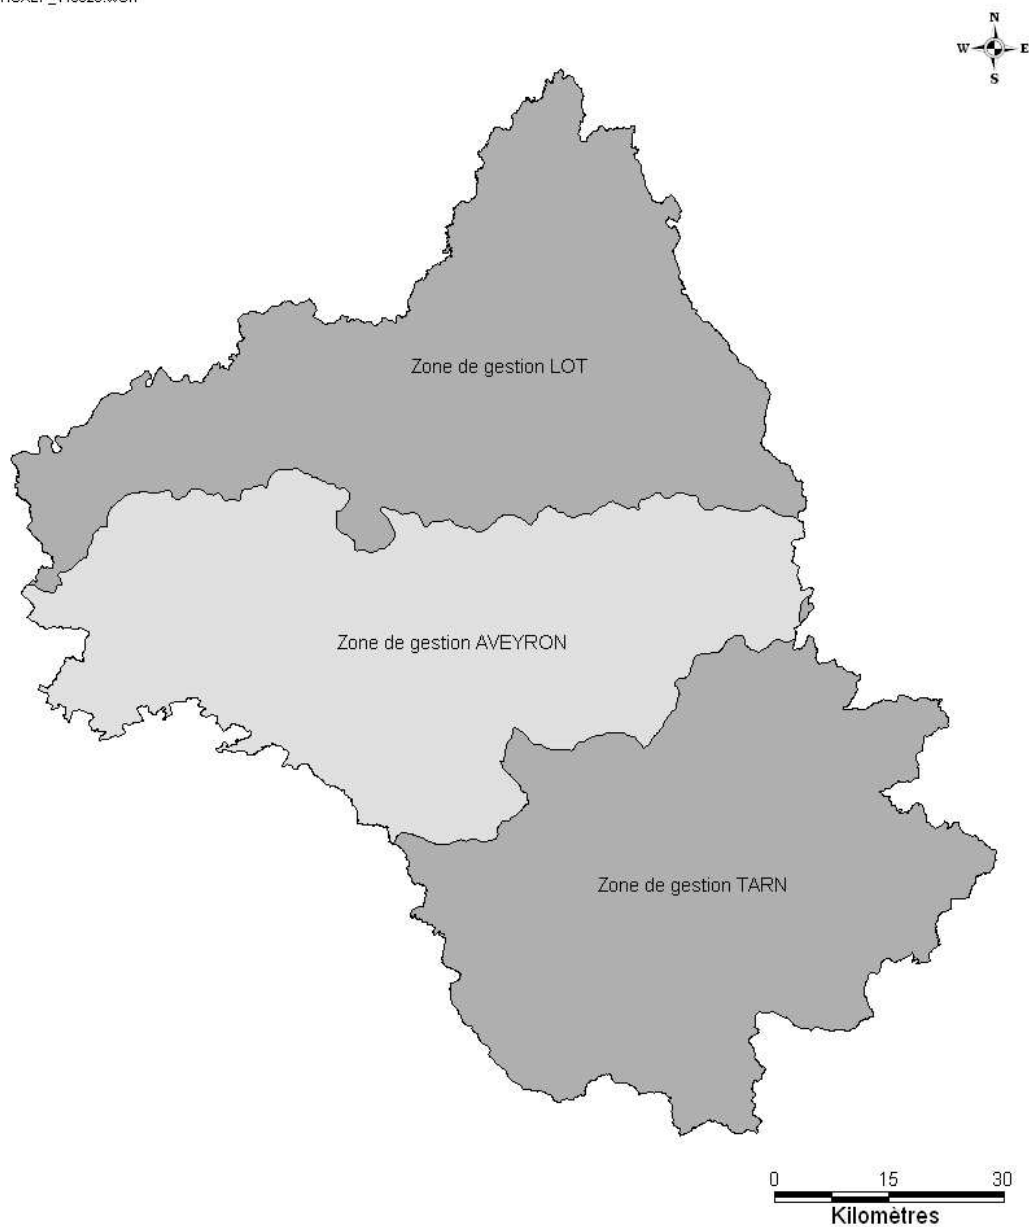 N
W E
S
Zone de gestion LOT
Zone de gestion AVEYRON
Zone de gestion TARN
0 15 30
Kilomètres